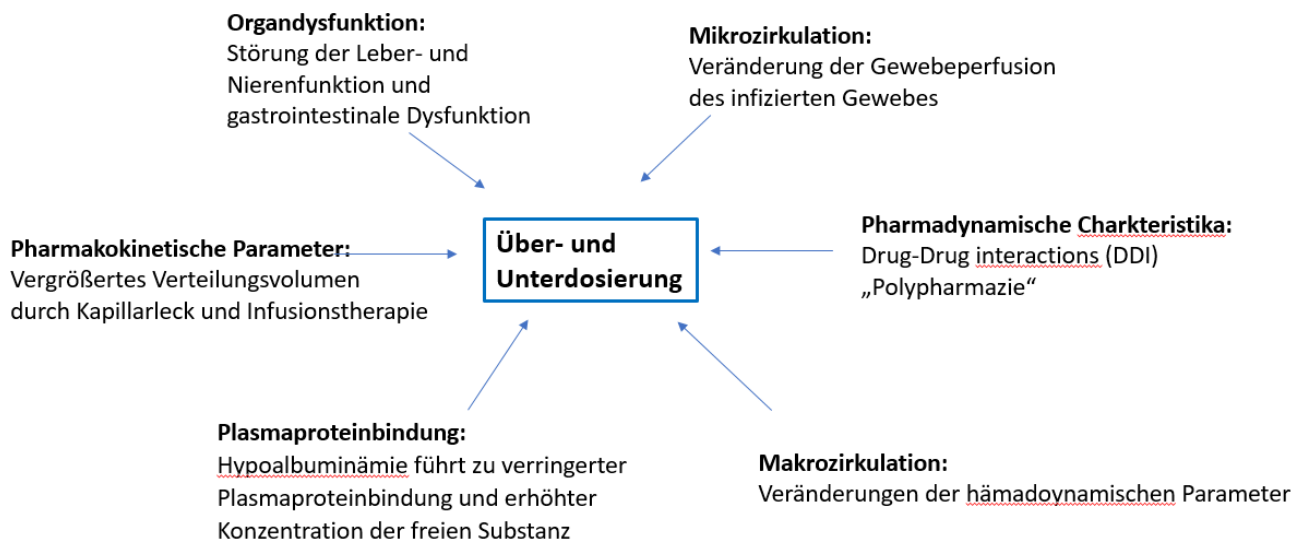 Organdysfunktion:
Störung der Leber- und
Nierenfunktion und
gastrointestinale Dysfunktion
Mikrozirkulation:
Veränderung der Gewebeperfusion
des infizierten Gewebes
Pharmakokinetische Parameter:
Vergrößertes Verteilungsvolumen
durch Kapillarleck und Infusionstherapie
Über- und
Unterdosierung
Pharmadynamische Charkteristika:
Drug-Drug interactions (DDI)
„Polypharmazie“
Plasmaproteinbindung:
Hypoalbuminämie führt zu verringerter
Plasmaproteinbindung und erhöhter
Konzentration der freien Substanz
Makrozirkulation:
Veränderungen der hämadoynamischen Parameter